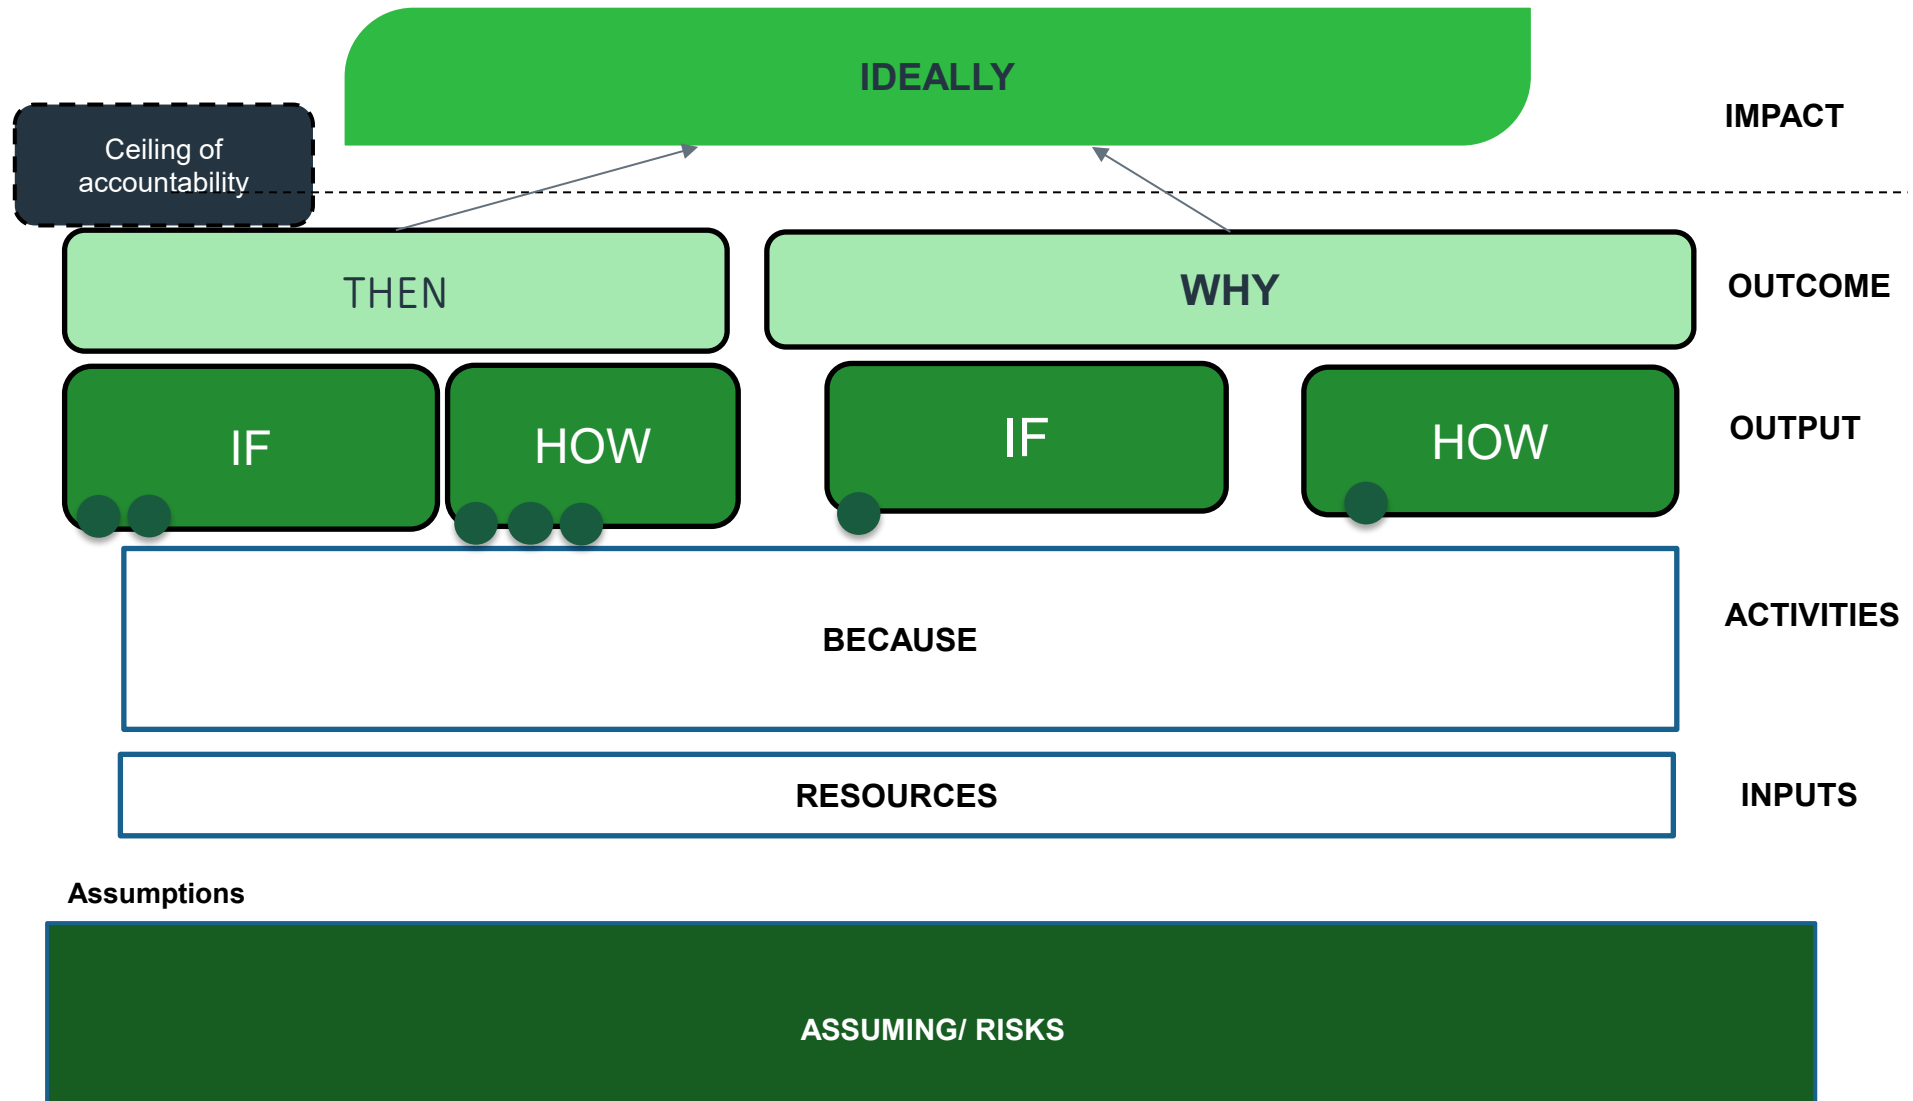 IDEALLY
IMPACT
Ceiling of
accountability
THEN
WHY
OUTCOME
IF
HOW
IF
HOW
OUTPUT
BECAUSE
ACTIVITIES
RESOURCES
INPUTS
Assumptions
ASSUMING/ RISKS